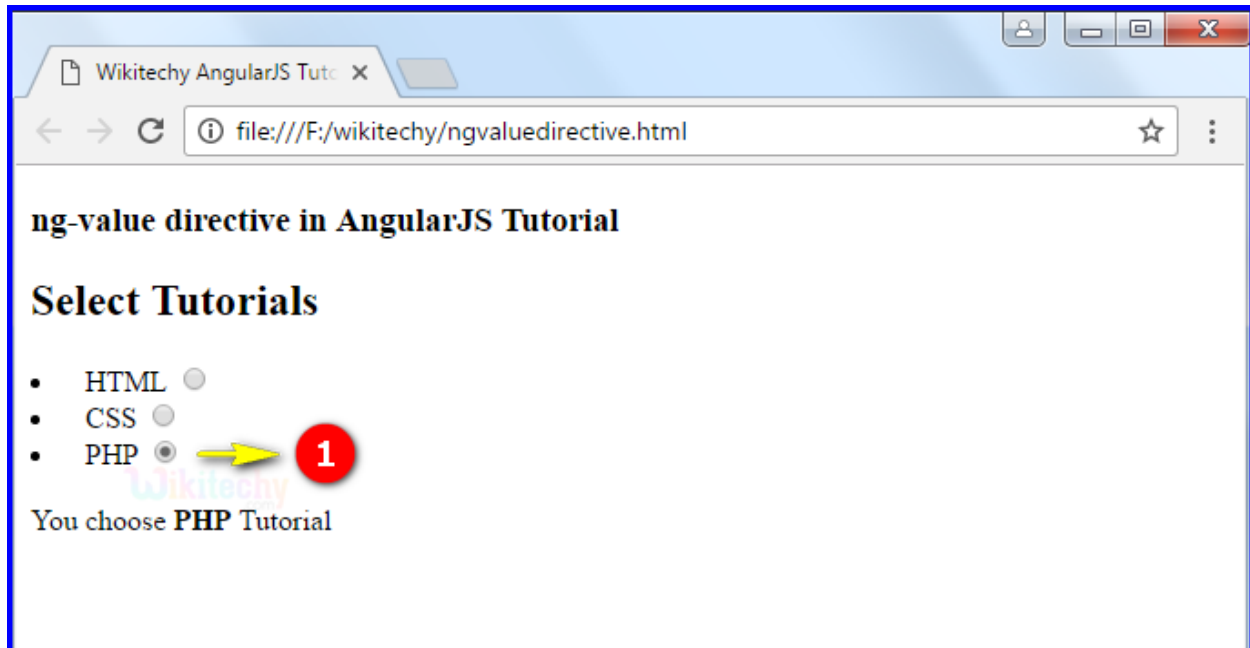 Wikitechy AngularJS Tuto
file:///F:/wikitechy/ngvaluedirective.html
ng-value directive in AngularJS Tutorial
Select Tutorials
• HTML
• CSS
• PHP 1
Wikitechy
You choose PHP Tutorial